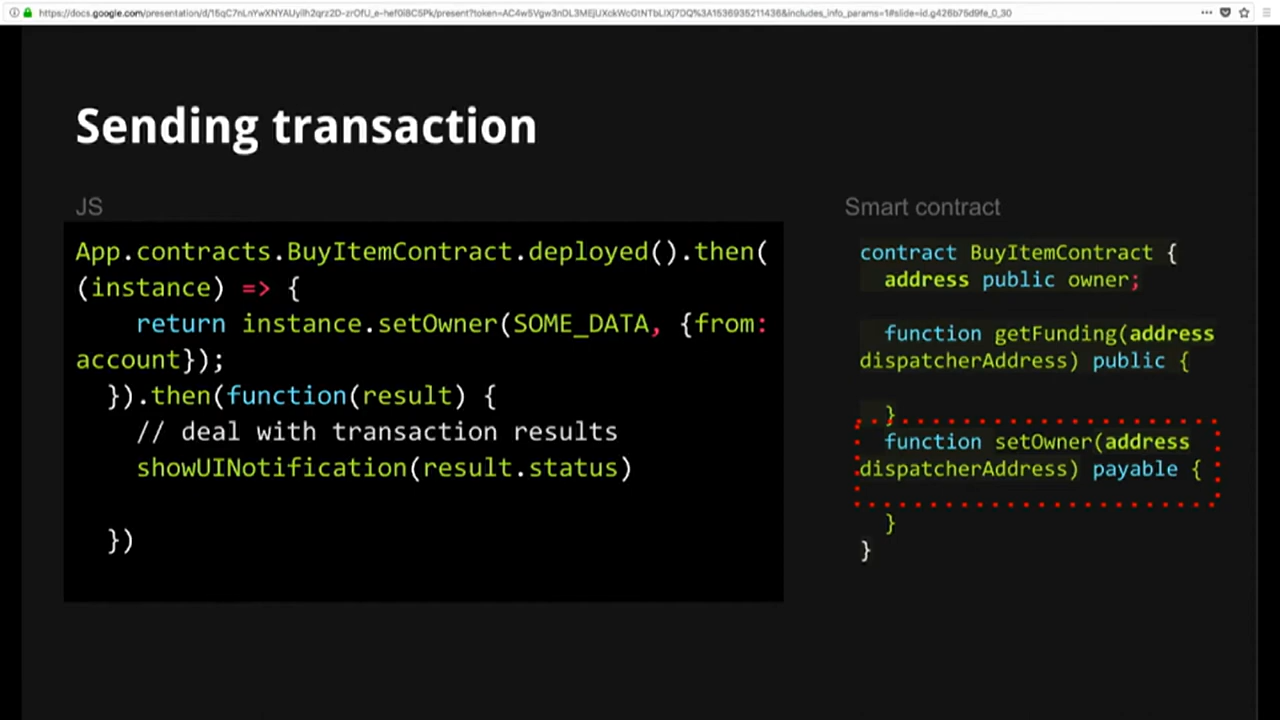 Sending transaction
JS
App.contracts.BuyItemContract.deployed().then(
(instance) => {
return instance.setOwner(SOME_DATA, {from:
account});
}).then(function(result) {
// deal with transaction results
showUINotification(result.status)
})
Smart contract
contract BuyItemContract {
address public owner;
function getFunding(address
dispatcherAddress) public {
}
function setOwner(address
dispatcherAddress) payable {
}
}